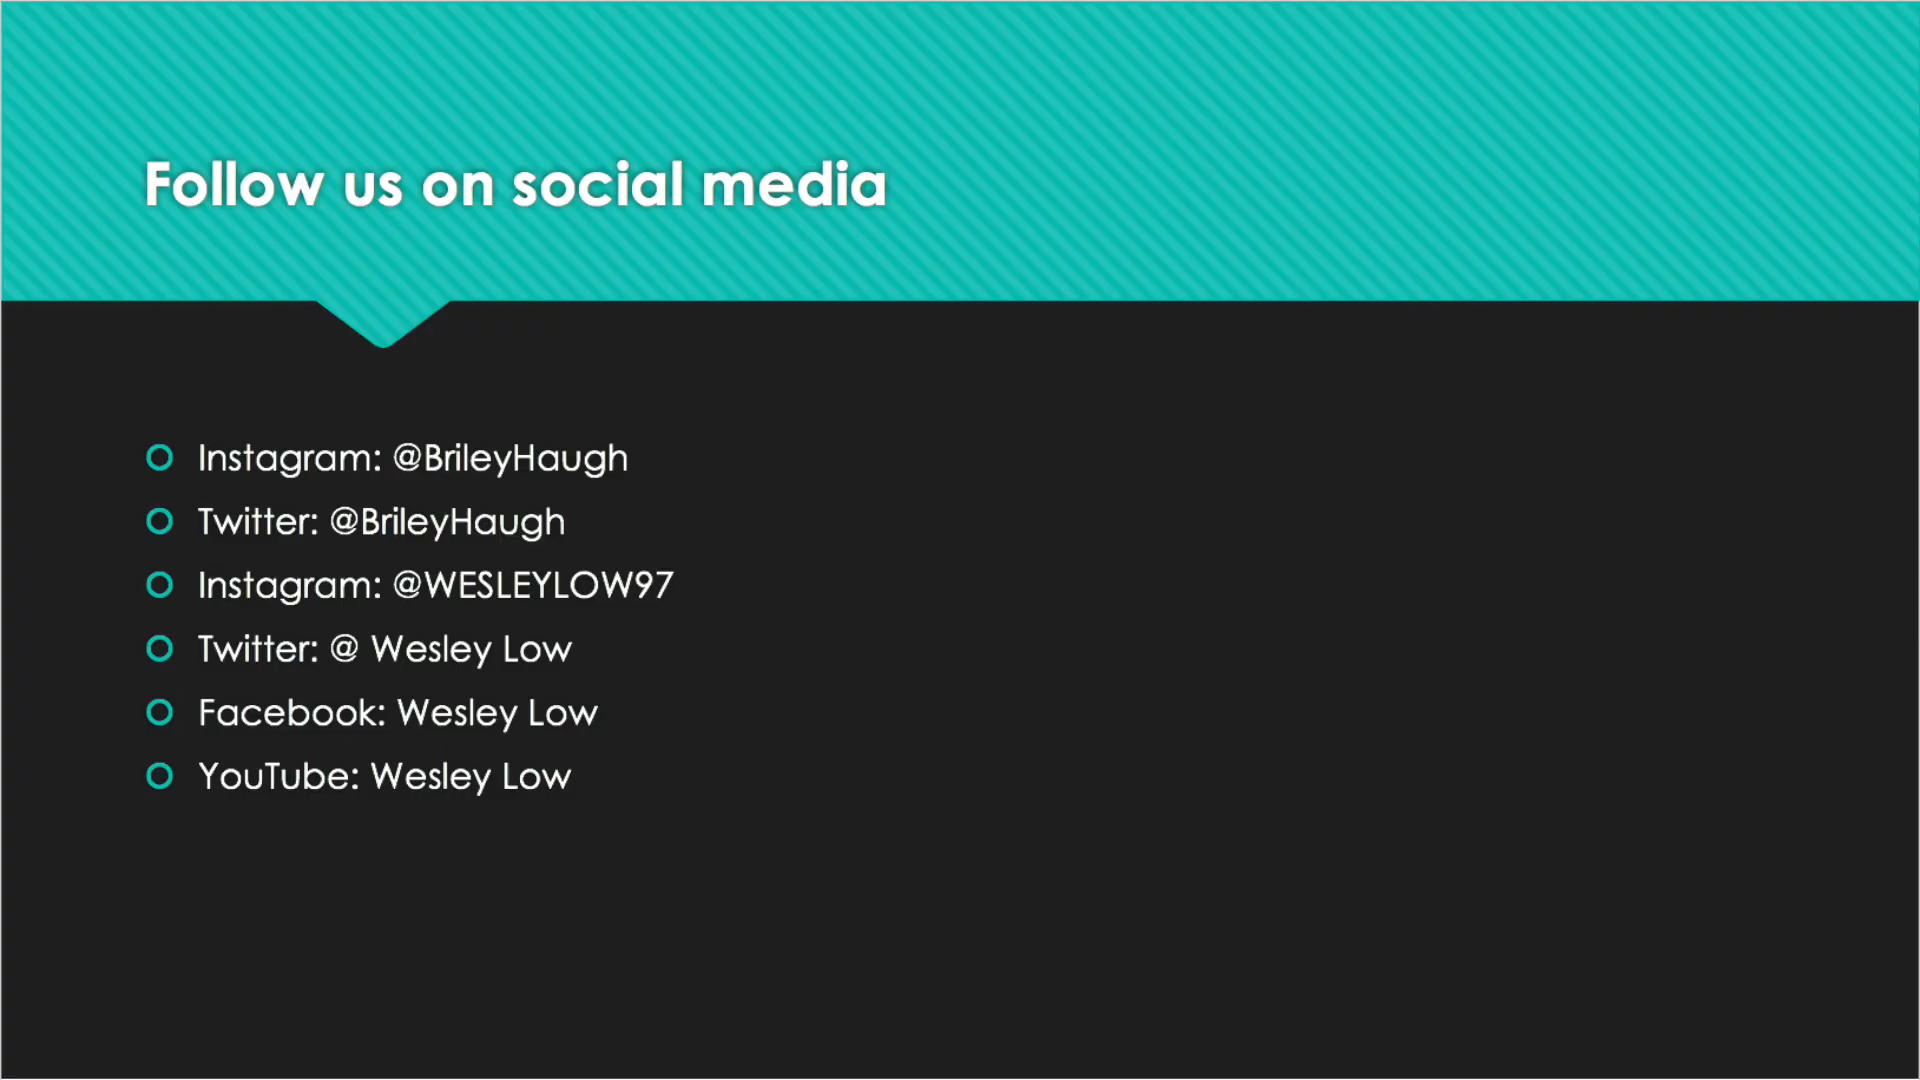 Follow us on social media
Instagram: @BrileyHaugh
Twitter: @BrileyHaugh
Instagram: @WESLEYLOW97
Twitter: @ Wesley Low
Facebook: Wesley Low
YouTube: Wesley Low